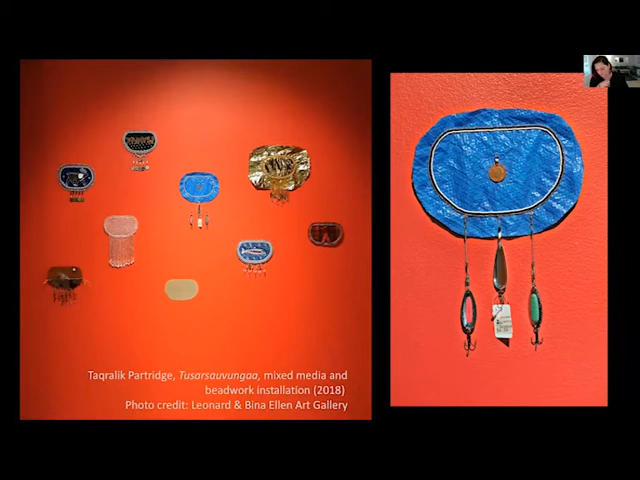 Taqralik Partridge, Tusarsauvungaa, mixed media and
beadwork installation (2018)
Photo credit: Leonard & Bina Ellen Art Gallery